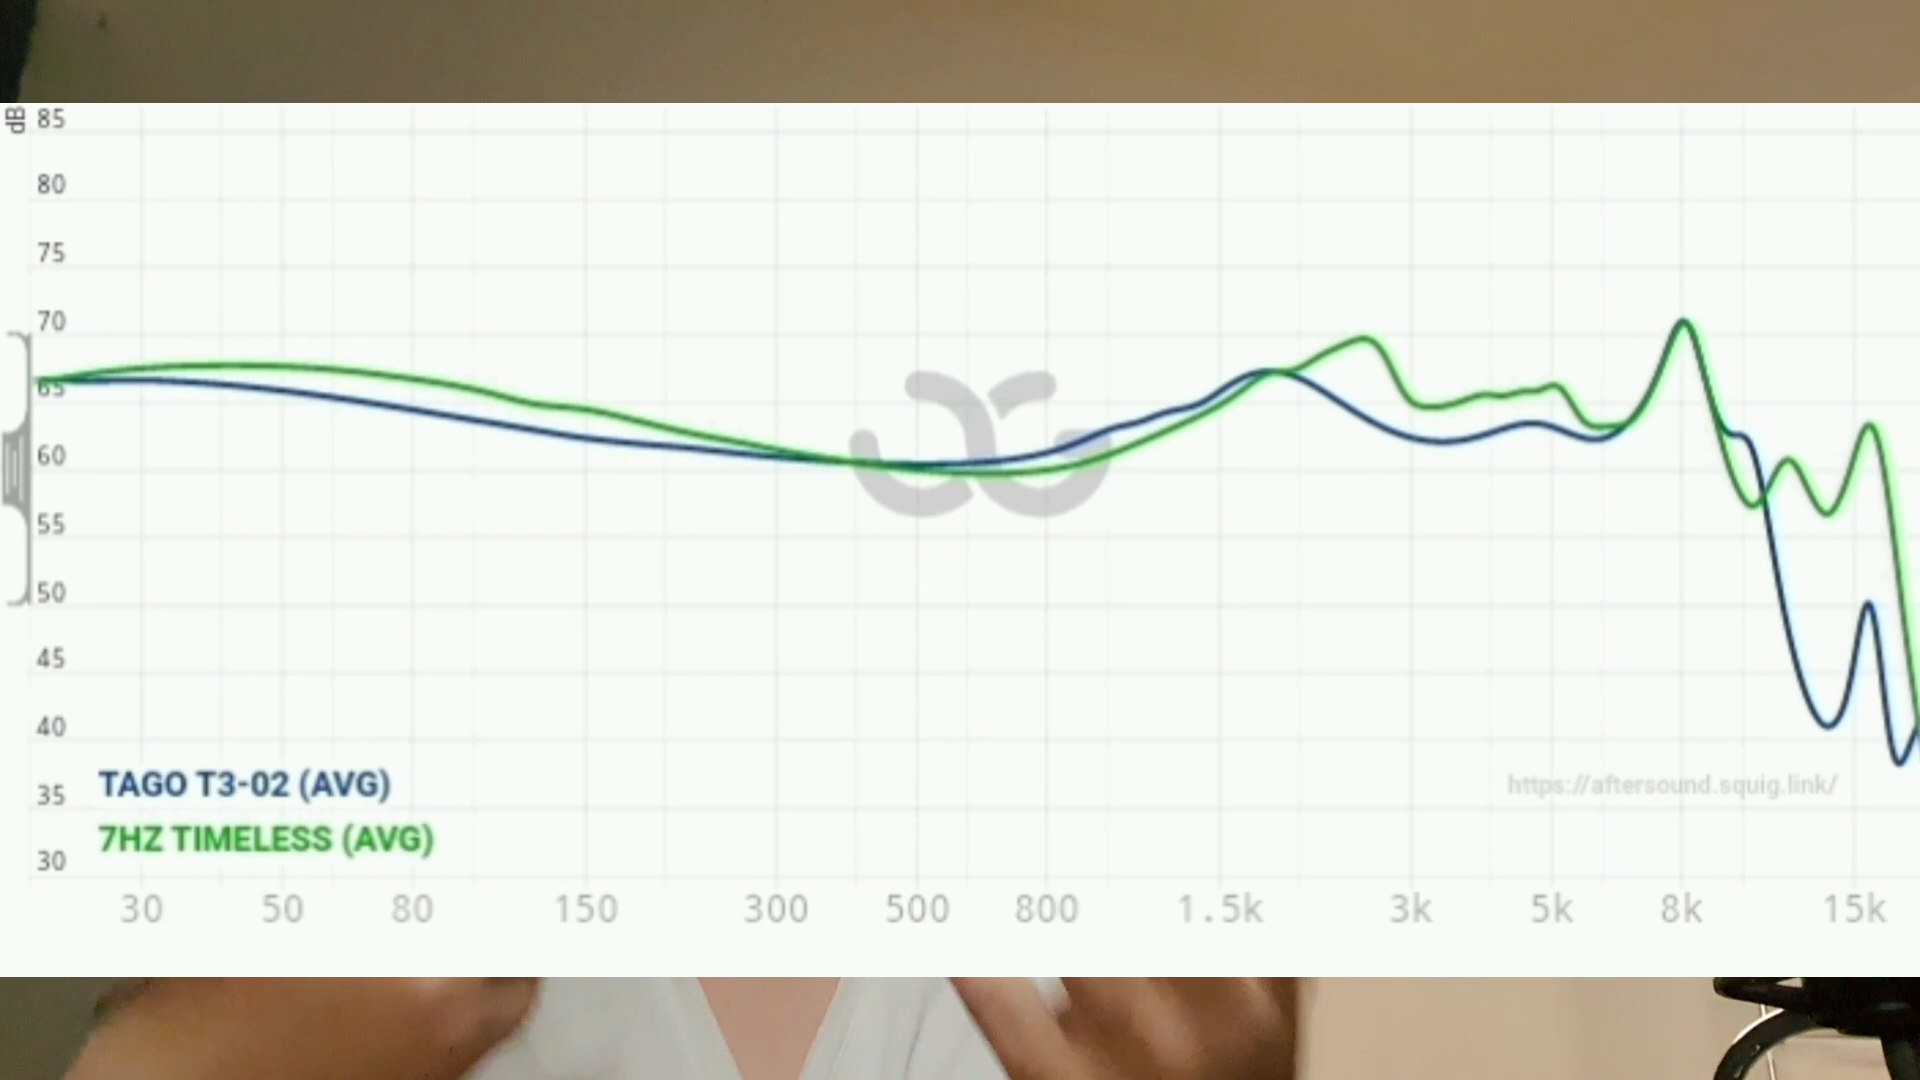 dB
85
80
75
70
65
60
55
50
45
40
35
30
TAGO T3-02 (AVG)
7HZ TIMELESS (AVG)
https://aftersound.squig.link/
30 50 80 150 300 500 800 1.5k 3k 5k 8k 15k